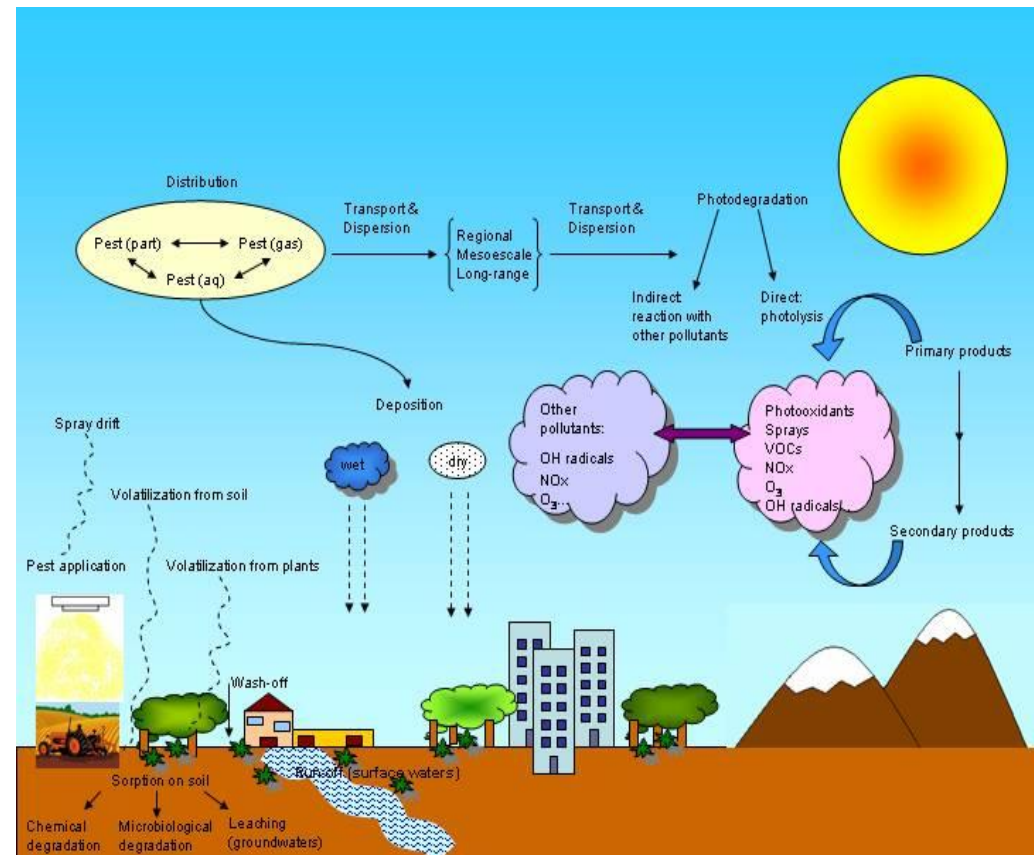 Distribution
Pest (part)
Pest (gas)
Pest (aq)
Transport &
Dispersion
Regional
Mesoescale
Long-range
Transport &
Dispersion
Photodegradation
Indirect:
reaction with
other pollutants
Direct:
photolysis
Primary products
Secondary products
Other
pollutants:
OH radicals
NOx
O3...
Photooxidants
Sprays
VOCs
NOx
O3
OH radicals/...
Deposition
wet
dry
Spray drift
Volatilization from soil
Pest application
Volatilization from plants
Wash-off
Run-off (surface waters)
Sorption on soil
Chemical
degradation
Microbiological
degradation
Leaching
(groundwaters)